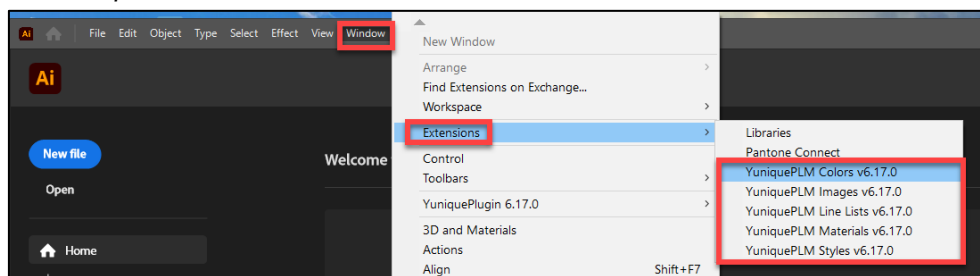 Ai File Edit Object Type Select Effect View Window
Ai
New file
Open
Home
Welcome
New Window
Arrange
Find Extensions on Exchange...
Workspace
Extensions
Control
Toolbars
YuniquePlugin 6.17.0
3D and Materials
Actions
Align Shift+F7
Libraries
Pantone Connect
YuniquePLM Colors v6.17.0
YuniquePLM Images v6.17.0
YuniquePLM Line Lists v6.17.0
YuniquePLM Materials v6.17.0
YuniquePLM Styles v6.17.0